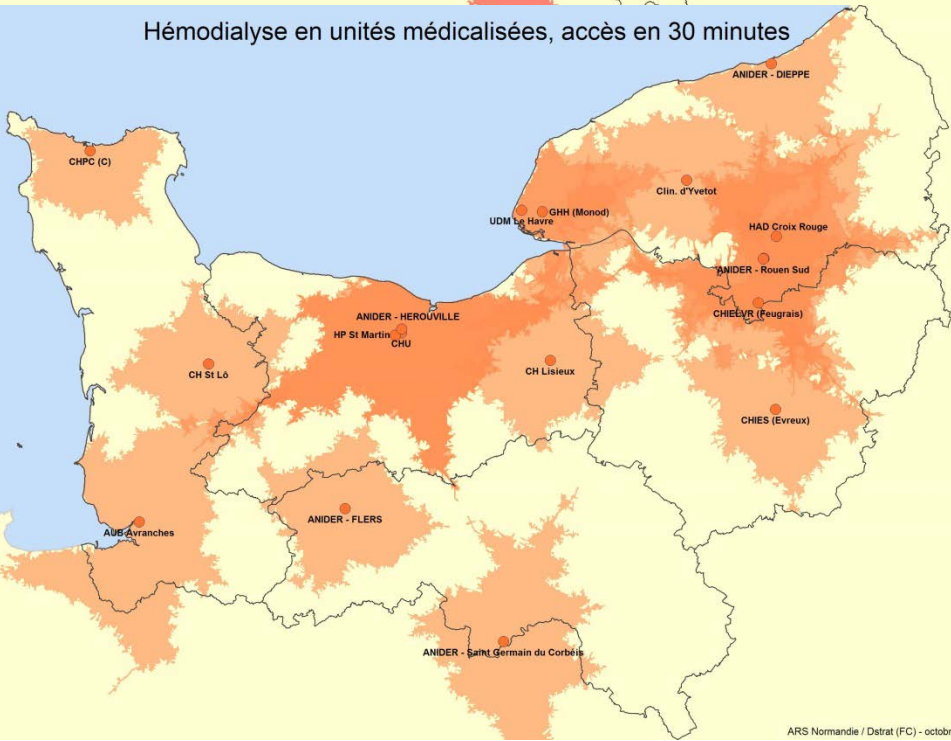 Hémodialyse en unités médicalisées, accès en 30 minutes
ANIDER - DIEPPE
CHPC (C)
Clin. d'Yvetot
UDM Le Havre
GHH (Monod)
HAD Croix Rouge
ANIDER - Rouen Sud
CHIELVR (Feugrais)
ANIDER - HEROUVILLE
HP St Martin
CHU
CH St Lô
CH Lisieux
CHIES (Evreux)
ANIDER - FLERS
AUB Avranches
ANIDER - Saint Germain du Corbéis
ARS Normandie / Dstrat (FC) - octob